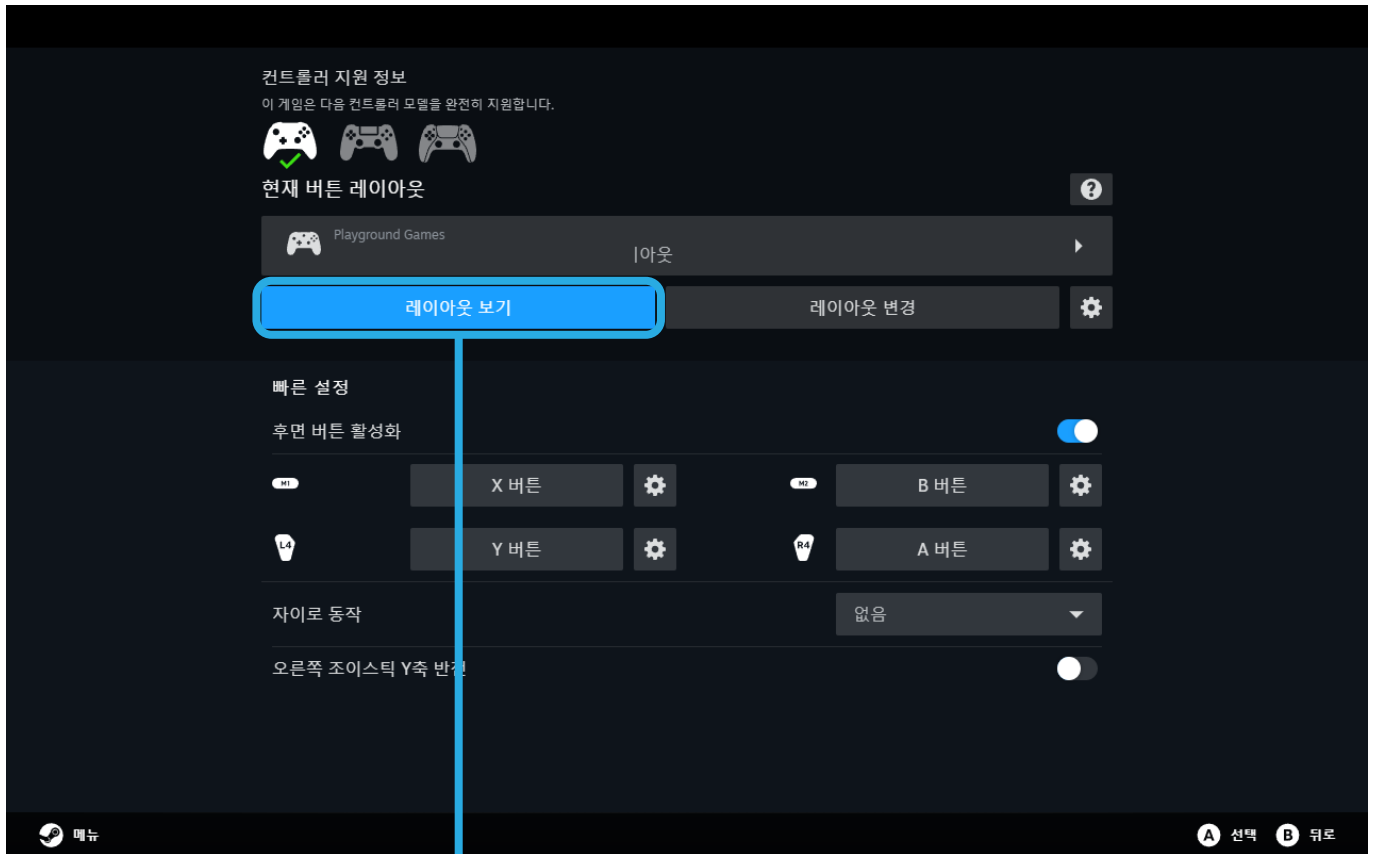 컨트롤러 지원 정보
이 게임은 다음 컨트롤러 모델을 완전히 지원합니다.
현재 버튼 레이아웃
?
Playground Games
아웃
레이아웃 보기
레이아웃 변경
빠른 설정
후면 버튼 활성화
M1
X 버튼
M2
B 버튼
L4
Y 버튼
R4
A 버튼
자이로 동작
없음
오른쪽 조이스틱 Y축 반전
메뉴
A 선택
B 뒤로